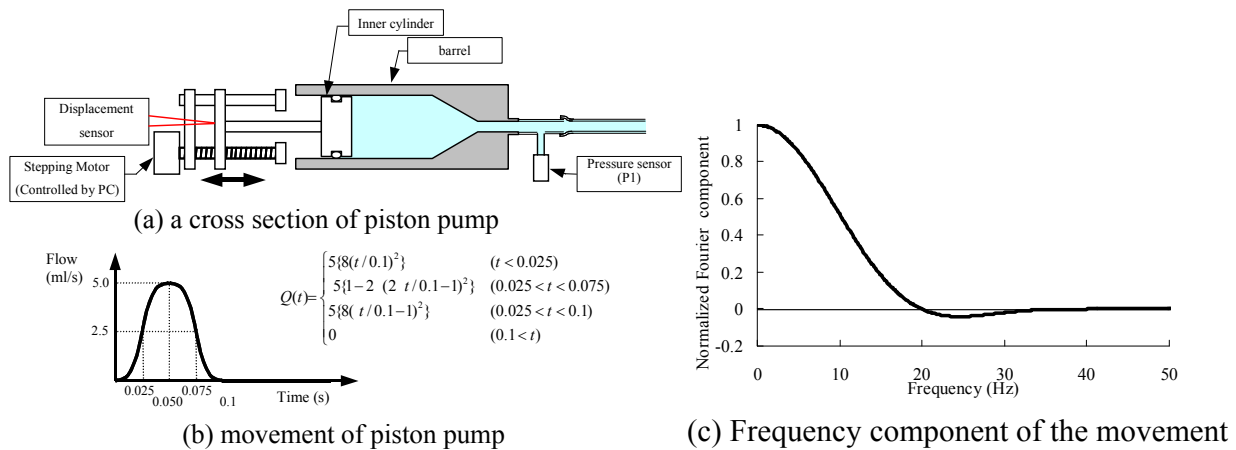 Inner cylinder
barrel
Displacement
sensor
Stepping Motor
(Controlled by PC)
Pressure sensor
(P1)
(a) a cross section of piston pump
Flow
(ml/s)
5.0
2.5
0.025
0.050
0.075
0.1
Time (s)
Q(t)=
5{8(t/0.1)²} (t<0.025)
5{1−2 (2 t/0.1−1)²} (0.025<t<0.075)
5{8( t/0.1−1)²} (0.025<t<0.1)
0 (0.1<t)
(b) movement of piston pump
Normalized Fourier component
1
0.8
0.6
0.4
0.2
0
-0.2
0 10 20 30 40 50
Frequency (Hz)
(c) Frequency component of the movement